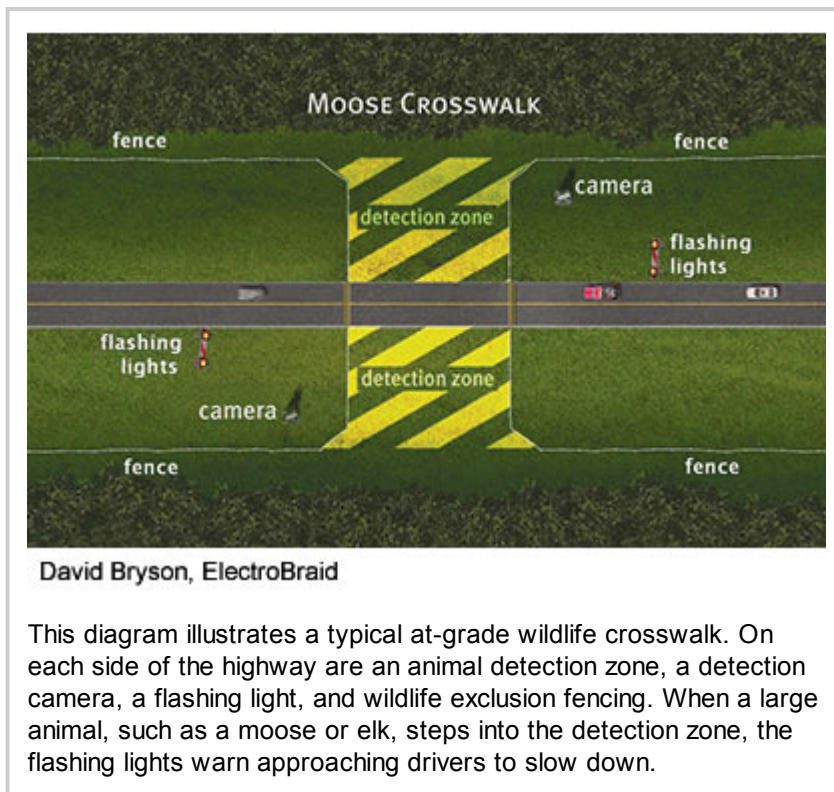 MOOSE CROSSWALK
fence
fence
camera
detection zone
flashing
lights
flashing
lights
detection zone
camera
fence
fence
David Bryson, ElectroBraid
This diagram illustrates a typical at-grade wildlife crosswalk. On
each side of the highway are an animal detection zone, a detection
camera, a flashing light, and wildlife exclusion fencing. When a large
animal, such as a moose or elk, steps into the detection zone, the
flashing lights warn approaching drivers to slow down.